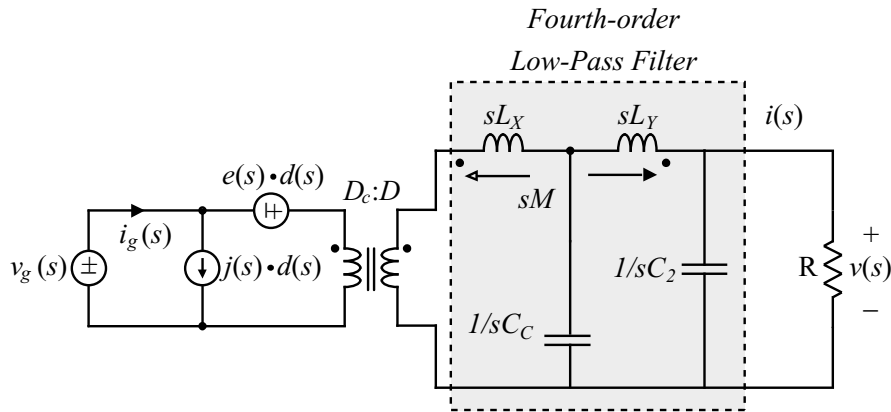 Fourth-order
Low-Pass Filter
sL_X
sL_Y
i(s)
e(s)•d(s)
D_c:D
sM
i_g(s)
+
v_g(s)
j(s)•d(s)
1/sC_2
R
v(s)
1/sC_C
−